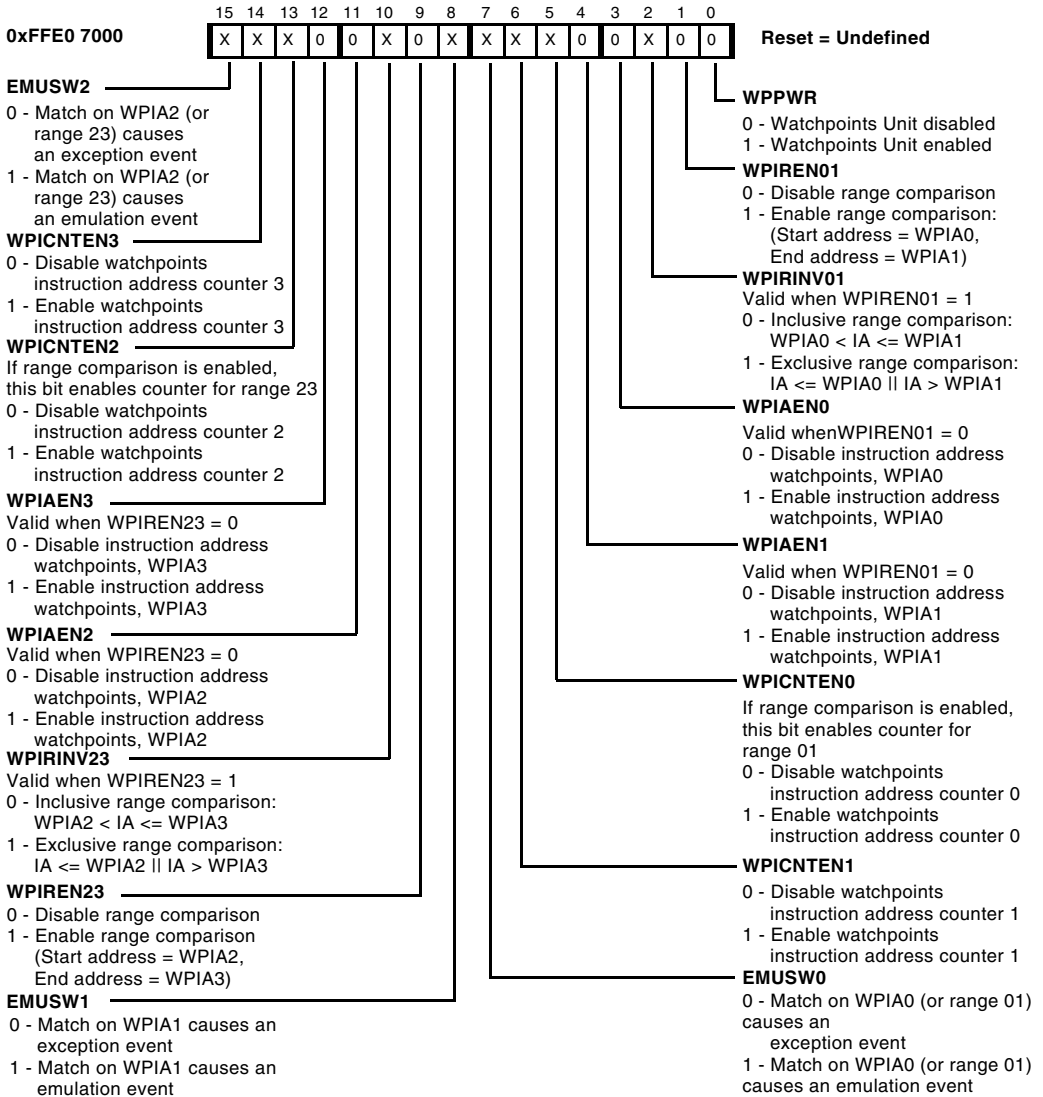 15 14 13 12 11 10 9 8 7 6 5 4 3 2 1 0
0xFFE0 7000
X X X 0 0 X 0 X X X X 0 0 X 0 0
Reset = Undefined
EMUSW2
0 - Match on WPIA2 (or
range 23) causes
an exception event
1 - Match on WPIA2 (or
range 23) causes
an emulation event
WPICNTEN3
0 - Disable watchpoints
instruction address counter 3
1 - Enable watchpoints
instruction address counter 3
WPICNTEN2
If range comparison is enabled,
this bit enables counter for range 23
0 - Disable watchpoints
instruction address counter 2
1 - Enable watchpoints
instruction address counter 2
WPIAEN3
Valid when WPIREN23 = 0
0 - Disable instruction address
watchpoints, WPIA3
1 - Enable instruction address
watchpoints, WPIA3
WPIAEN2
Valid when WPIREN23 = 0
0 - Disable instruction address
watchpoints, WPIA2
1 - Enable instruction address
watchpoints, WPIA2
WPIRINV23
Valid when WPIREN23 = 1
0 - Inclusive range comparison:
WPIA2 < IA <= WPIA3
1 - Exclusive range comparison:
IA <= WPIA2 || IA > WPIA3
WPIREN23
0 - Disable range comparison
1 - Enable range comparison
(Start address = WPIA2,
End address = WPIA3)
EMUSW1
0 - Match on WPIA1 causes an
exception event
1 - Match on WPIA1 causes an
emulation event
WPPWR
0 - Watchpoints Unit disabled
1 - Watchpoints Unit enabled
WPIREN01
0 - Disable range comparison
1 - Enable range comparison:
(Start address = WPIA0,
End address = WPIA1)
WPIRINV01
Valid when WPIREN01 = 1
0 - Inclusive range comparison:
WPIA0 < IA <= WPIA1
1 - Exclusive range comparison:
IA <= WPIA0 || IA > WPIA1
WPIAEN0
Valid whenWPIREN01 = 0
0 - Disable instruction address
watchpoints, WPIA0
1 - Enable instruction address
watchpoints, WPIA0
WPIAEN1
Valid when WPIREN01 = 0
0 - Disable instruction address
watchpoints, WPIA1
1 - Enable instruction address
watchpoints, WPIA1
WPICNTEN0
If range comparison is enabled,
this bit enables counter for
range 01
0 - Disable watchpoints
instruction address counter 0
1 - Enable watchpoints
instruction address counter 0
WPICNTEN1
0 - Disable watchpoints
instruction address counter 1
1 - Enable watchpoints
instruction address counter 1
EMUSW0
0 - Match on WPIA0 (or range 01)
causes an
exception event
1 - Match on WPIA0 (or range 01)
causes an emulation event